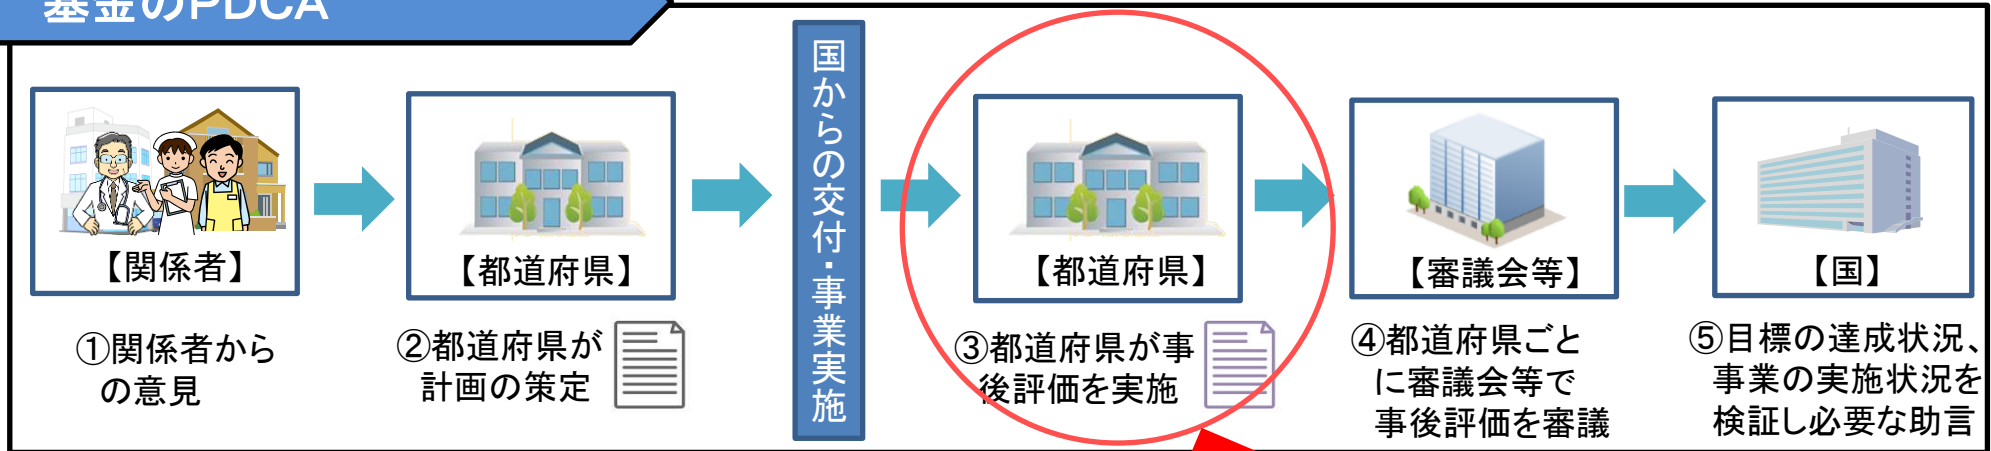 基金のPDCA
【関係者】
①関係者から
の意見
【都道府県】
②都道府県が
計画の策定
国からの交付・事業実施
【都道府県】
③都道府県が事
後評価を実施
【審議会等】
④都道府県ごと
に審議会等で
事後評価を審議
【国】
⑤目標の達成状況、
事業の実施状況を
検証し必要な助言